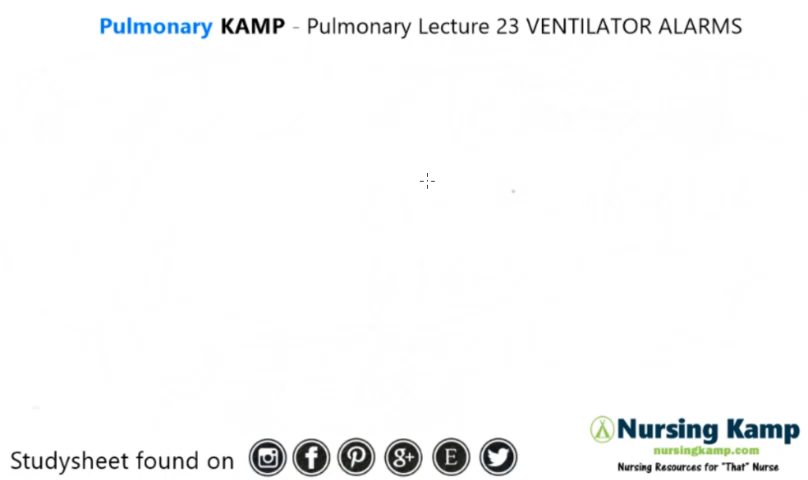 Pulmonary KAMP - Pulmonary Lecture 23 VENTILATOR ALARMS
Nursing Kamp
nursingkamp.com
Nursing Resources for "That" Nurse
Studysheet found on f g+ E